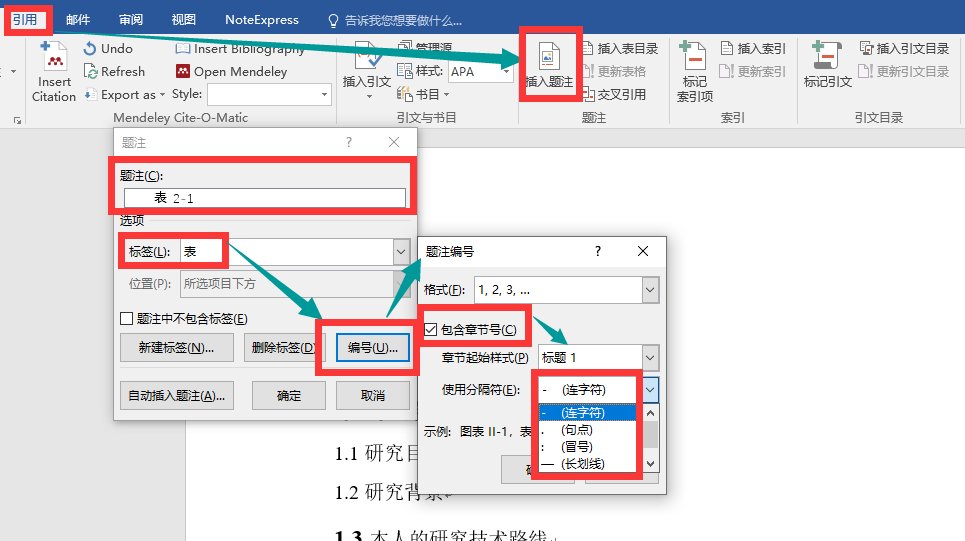 引用 邮件 审阅 视图 NoteExpress 告诉我您想要做什么...
Insert Citation
Undo
Refresh
Export as
Insert Bibliography
Open Mendeley
Style:
Mendeley Cite-O-Matic
插入引文
管理源
样式: APA
书目
引文与书目
插入题注
插入表目录
更新表格
交叉引用
题注
标记
索引项
插入索引
更新索引
索引
标记引文
插入引文目录
更新引文目录
引文目录
题注 ?
题注(C):
表 2-1
选项
标签(L): 表
位置(P): 所选项目下方
题注中不包含标签(E)
新建标签(N)... 删除标签(D) 编号(U)...
自动插入题注(A)... 确定 取消
题注编号 ?
格式(F): 1, 2, 3, ...
包含章节号(C)
章节起始样式(P) 标题 1
使用分隔符(E): - (连字符)
- (连字符)
. (句点)
: (冒号)
— (长划线)
示例: 图表 II-1, 表
1.1 研究目
1.2 研究背景
1.3 本人的研究技术路线